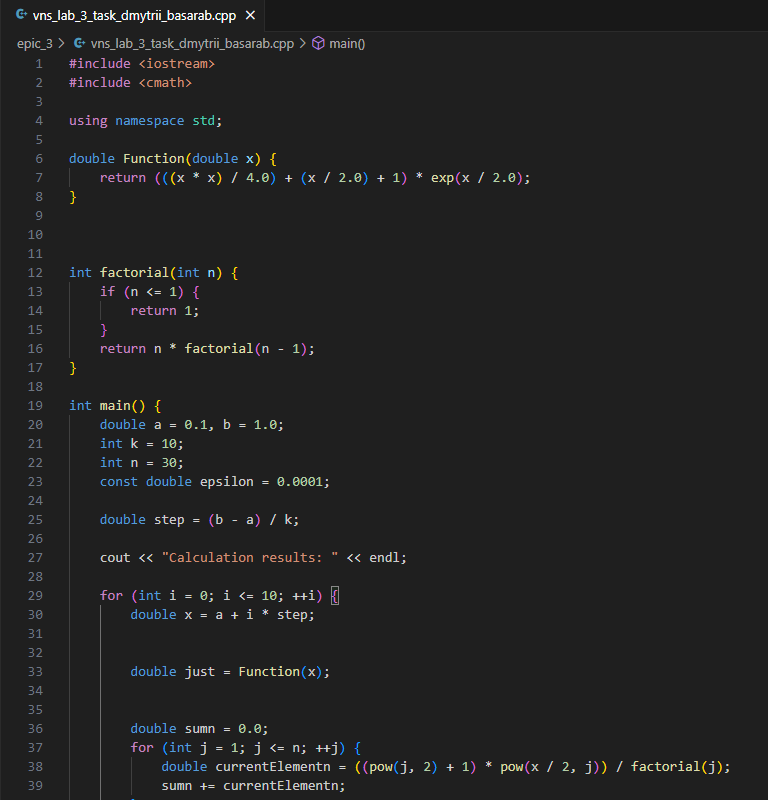 vns_lab_3_task_dmytrii_basarab.cpp
epic_3 > vns_lab_3_task_dmytrii_basarab.cpp > main()
1 #include <iostream>
2 #include <cmath>
3
4 using namespace std;
5
6 double Function(double x) {
7 return (((x * x) / 4.0) + (x / 2.0) + 1) * exp(x / 2.0);
8 }
9
10
11
12 int factorial(int n) {
13 if (n <= 1) {
14 return 1;
15 }
16 return n * factorial(n - 1);
17 }
18
19 int main() {
20 double a = 0.1, b = 1.0;
21 int k = 10;
22 int n = 30;
23 const double epsilon = 0.0001;
24
25 double step = (b - a) / k;
26
27 cout << "Calculation results: " << endl;
28
29 for (int i = 0; i <= 10; ++i) {
30 double x = a + i * step;
31
32
33 double just = Function(x);
34
35
36 double sumn = 0.0;
37 for (int j = 1; j <= n; ++j) {
38 double currentElementn = ((pow(j, 2) + 1) * pow(x / 2, j)) / factorial(j);
39 sumn += currentElementn;